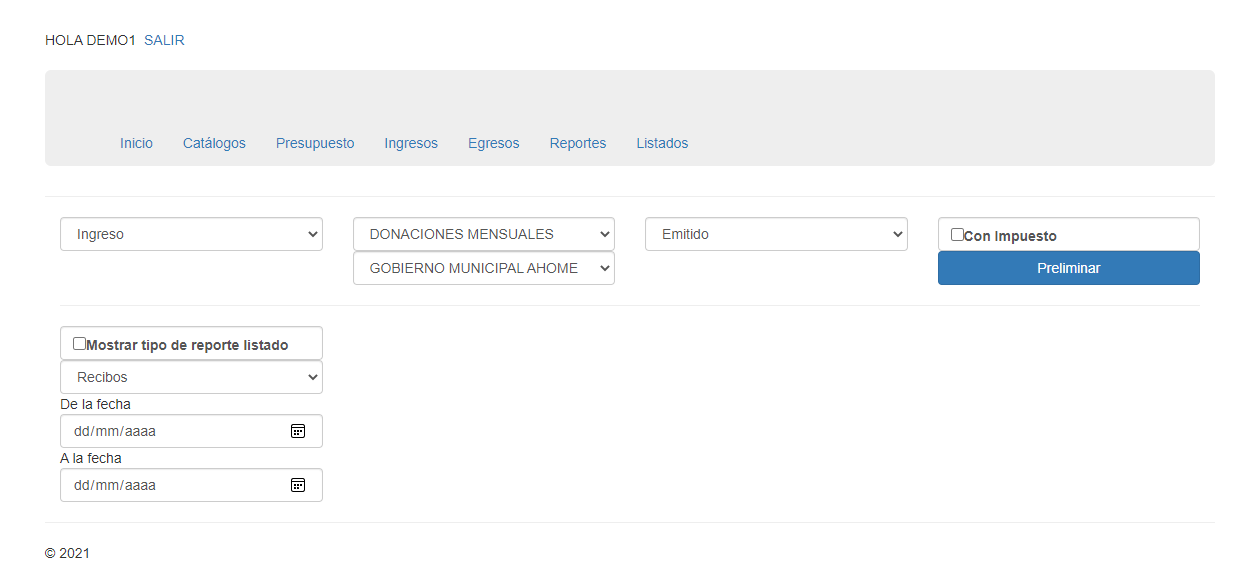 HOLA DEMO1 SALIR
Inicio Catálogos Presupuesto Ingresos Egresos Reportes Listados
Ingreso DONACIONES MENSUALES Emitido Con Impuesto
GOBIERNO MUNICIPAL AHOME Preliminar
Mostrar tipo de reporte listado
Recibos
De la fecha
dd/mm/aaaa
A la fecha
dd/mm/aaaa
© 2021